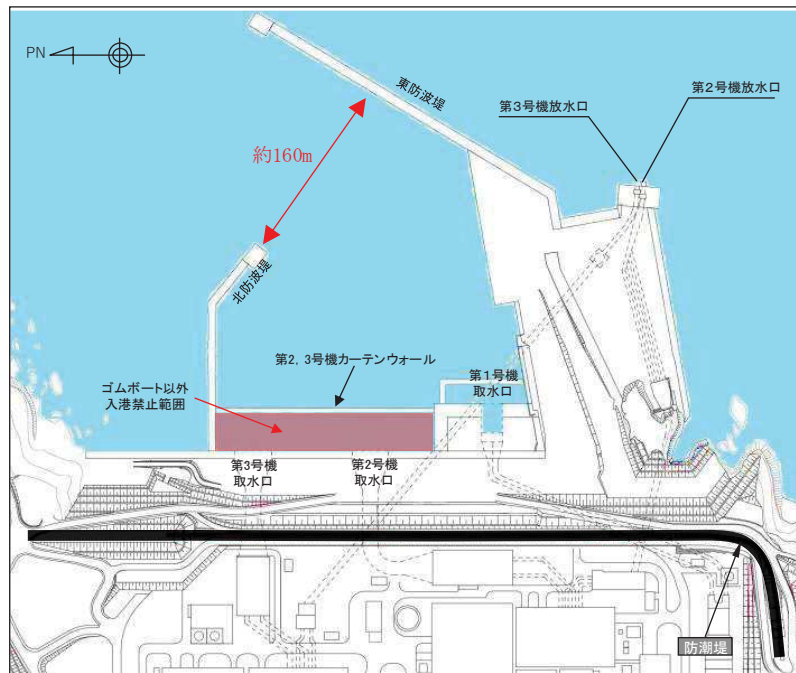 PN
東防波堤
第3号機放水口
第2号機放水口
約160m
北防波堤
第2, 3号機カーテンウォール
第1号機
取水口
ゴムボート以外
入港禁止範囲
第3号機
取水口
第2号機
取水口
防潮堤